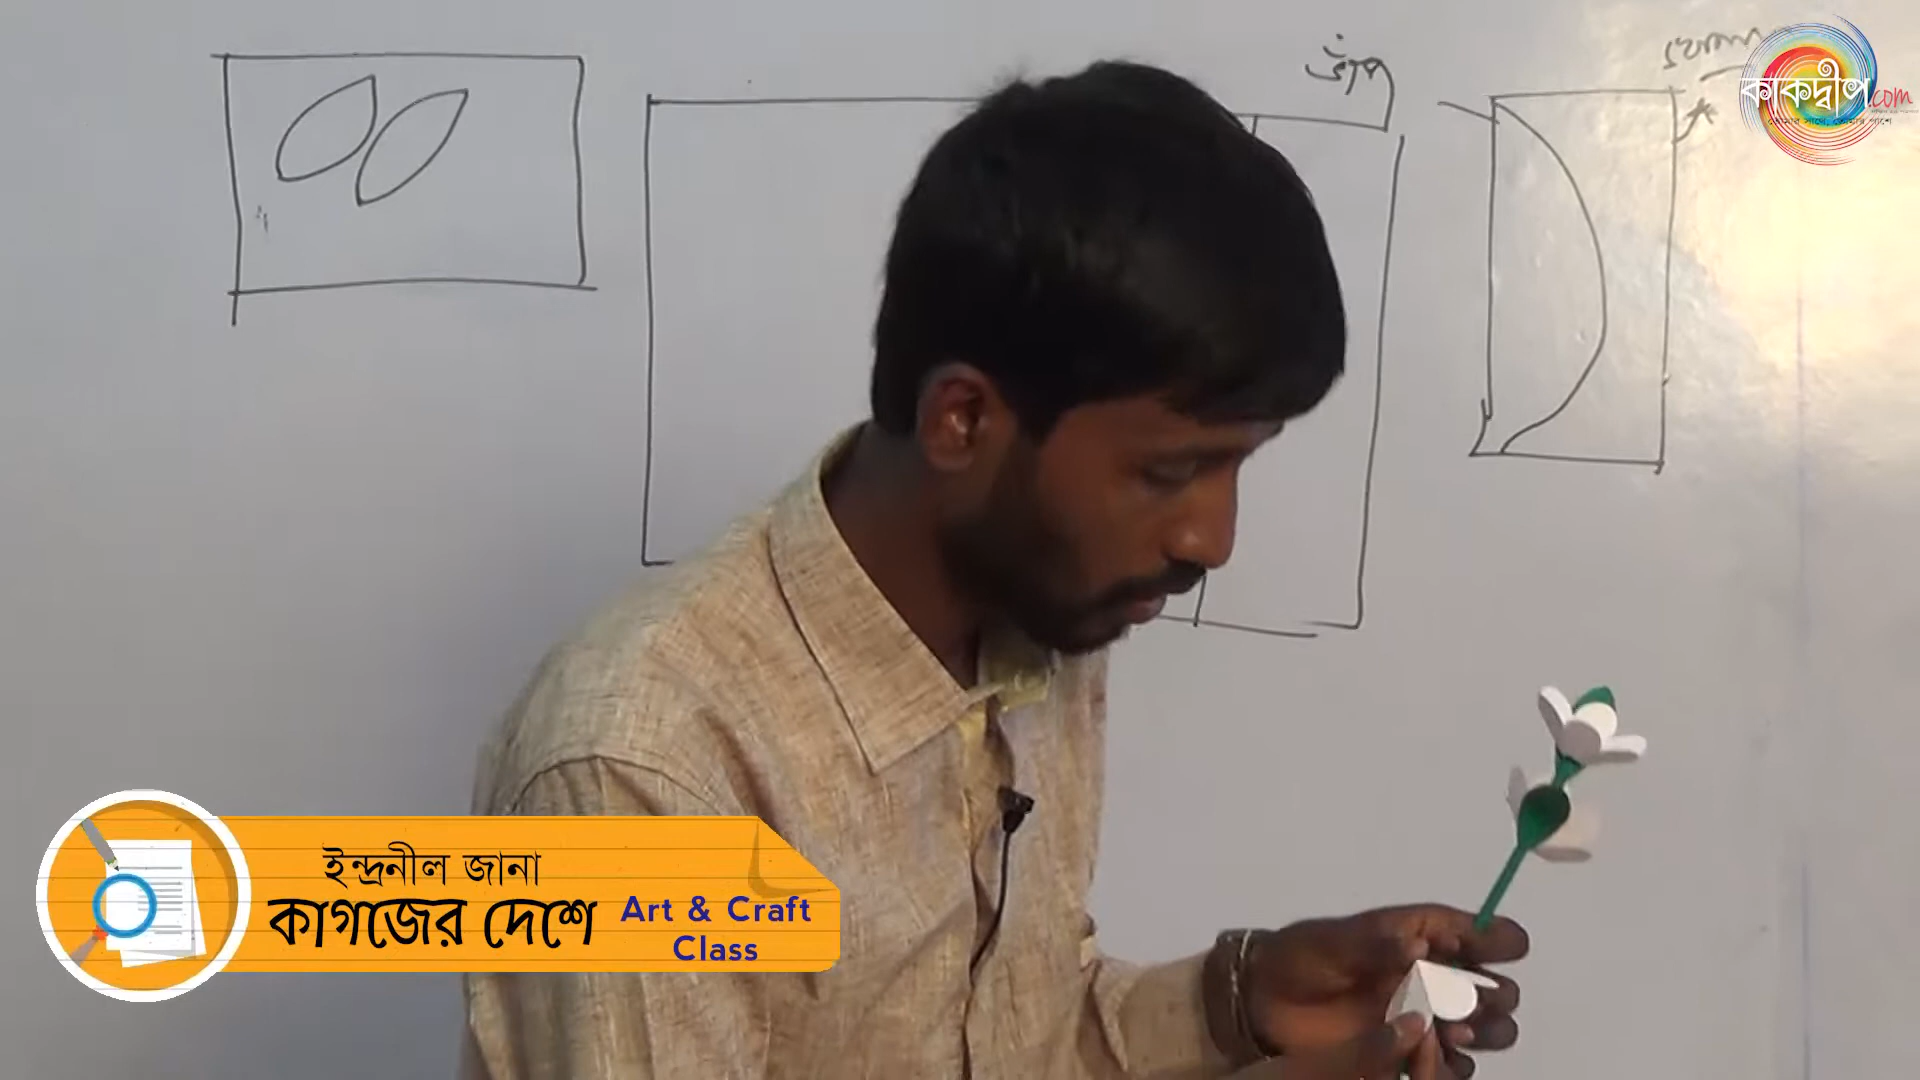 ভাঁজ
কাকদ্বীপ.com
ইন্দ্রনীল জানা
কাগজের দেশে
Art & Craft
Class